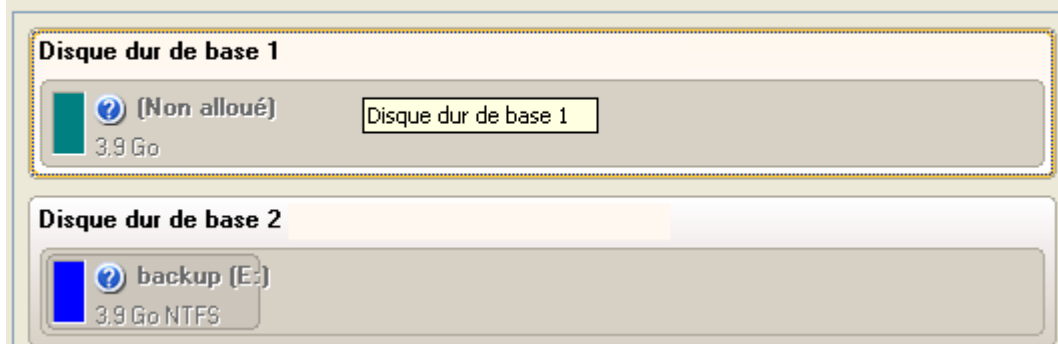 Disque dur de base 1
(Non alloué)
Disque dur de base 1
3.9 Go
Disque dur de base 2
backup (E:)
3.9 Go NTFS